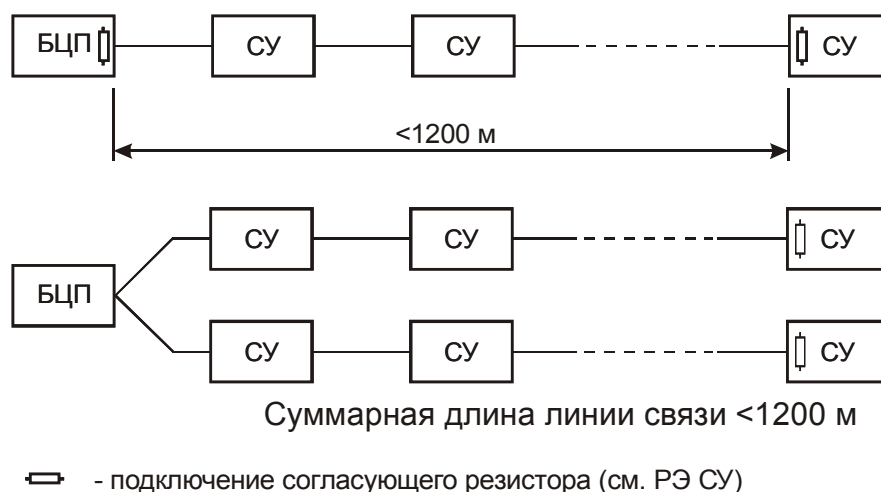 БЦП СУ СУ СУ
<1200 м
СУ СУ СУ
БЦП
СУ СУ СУ
Суммарная длина линии связи <1200 м
- подключение согласующего резистора (см. РЭ СУ)